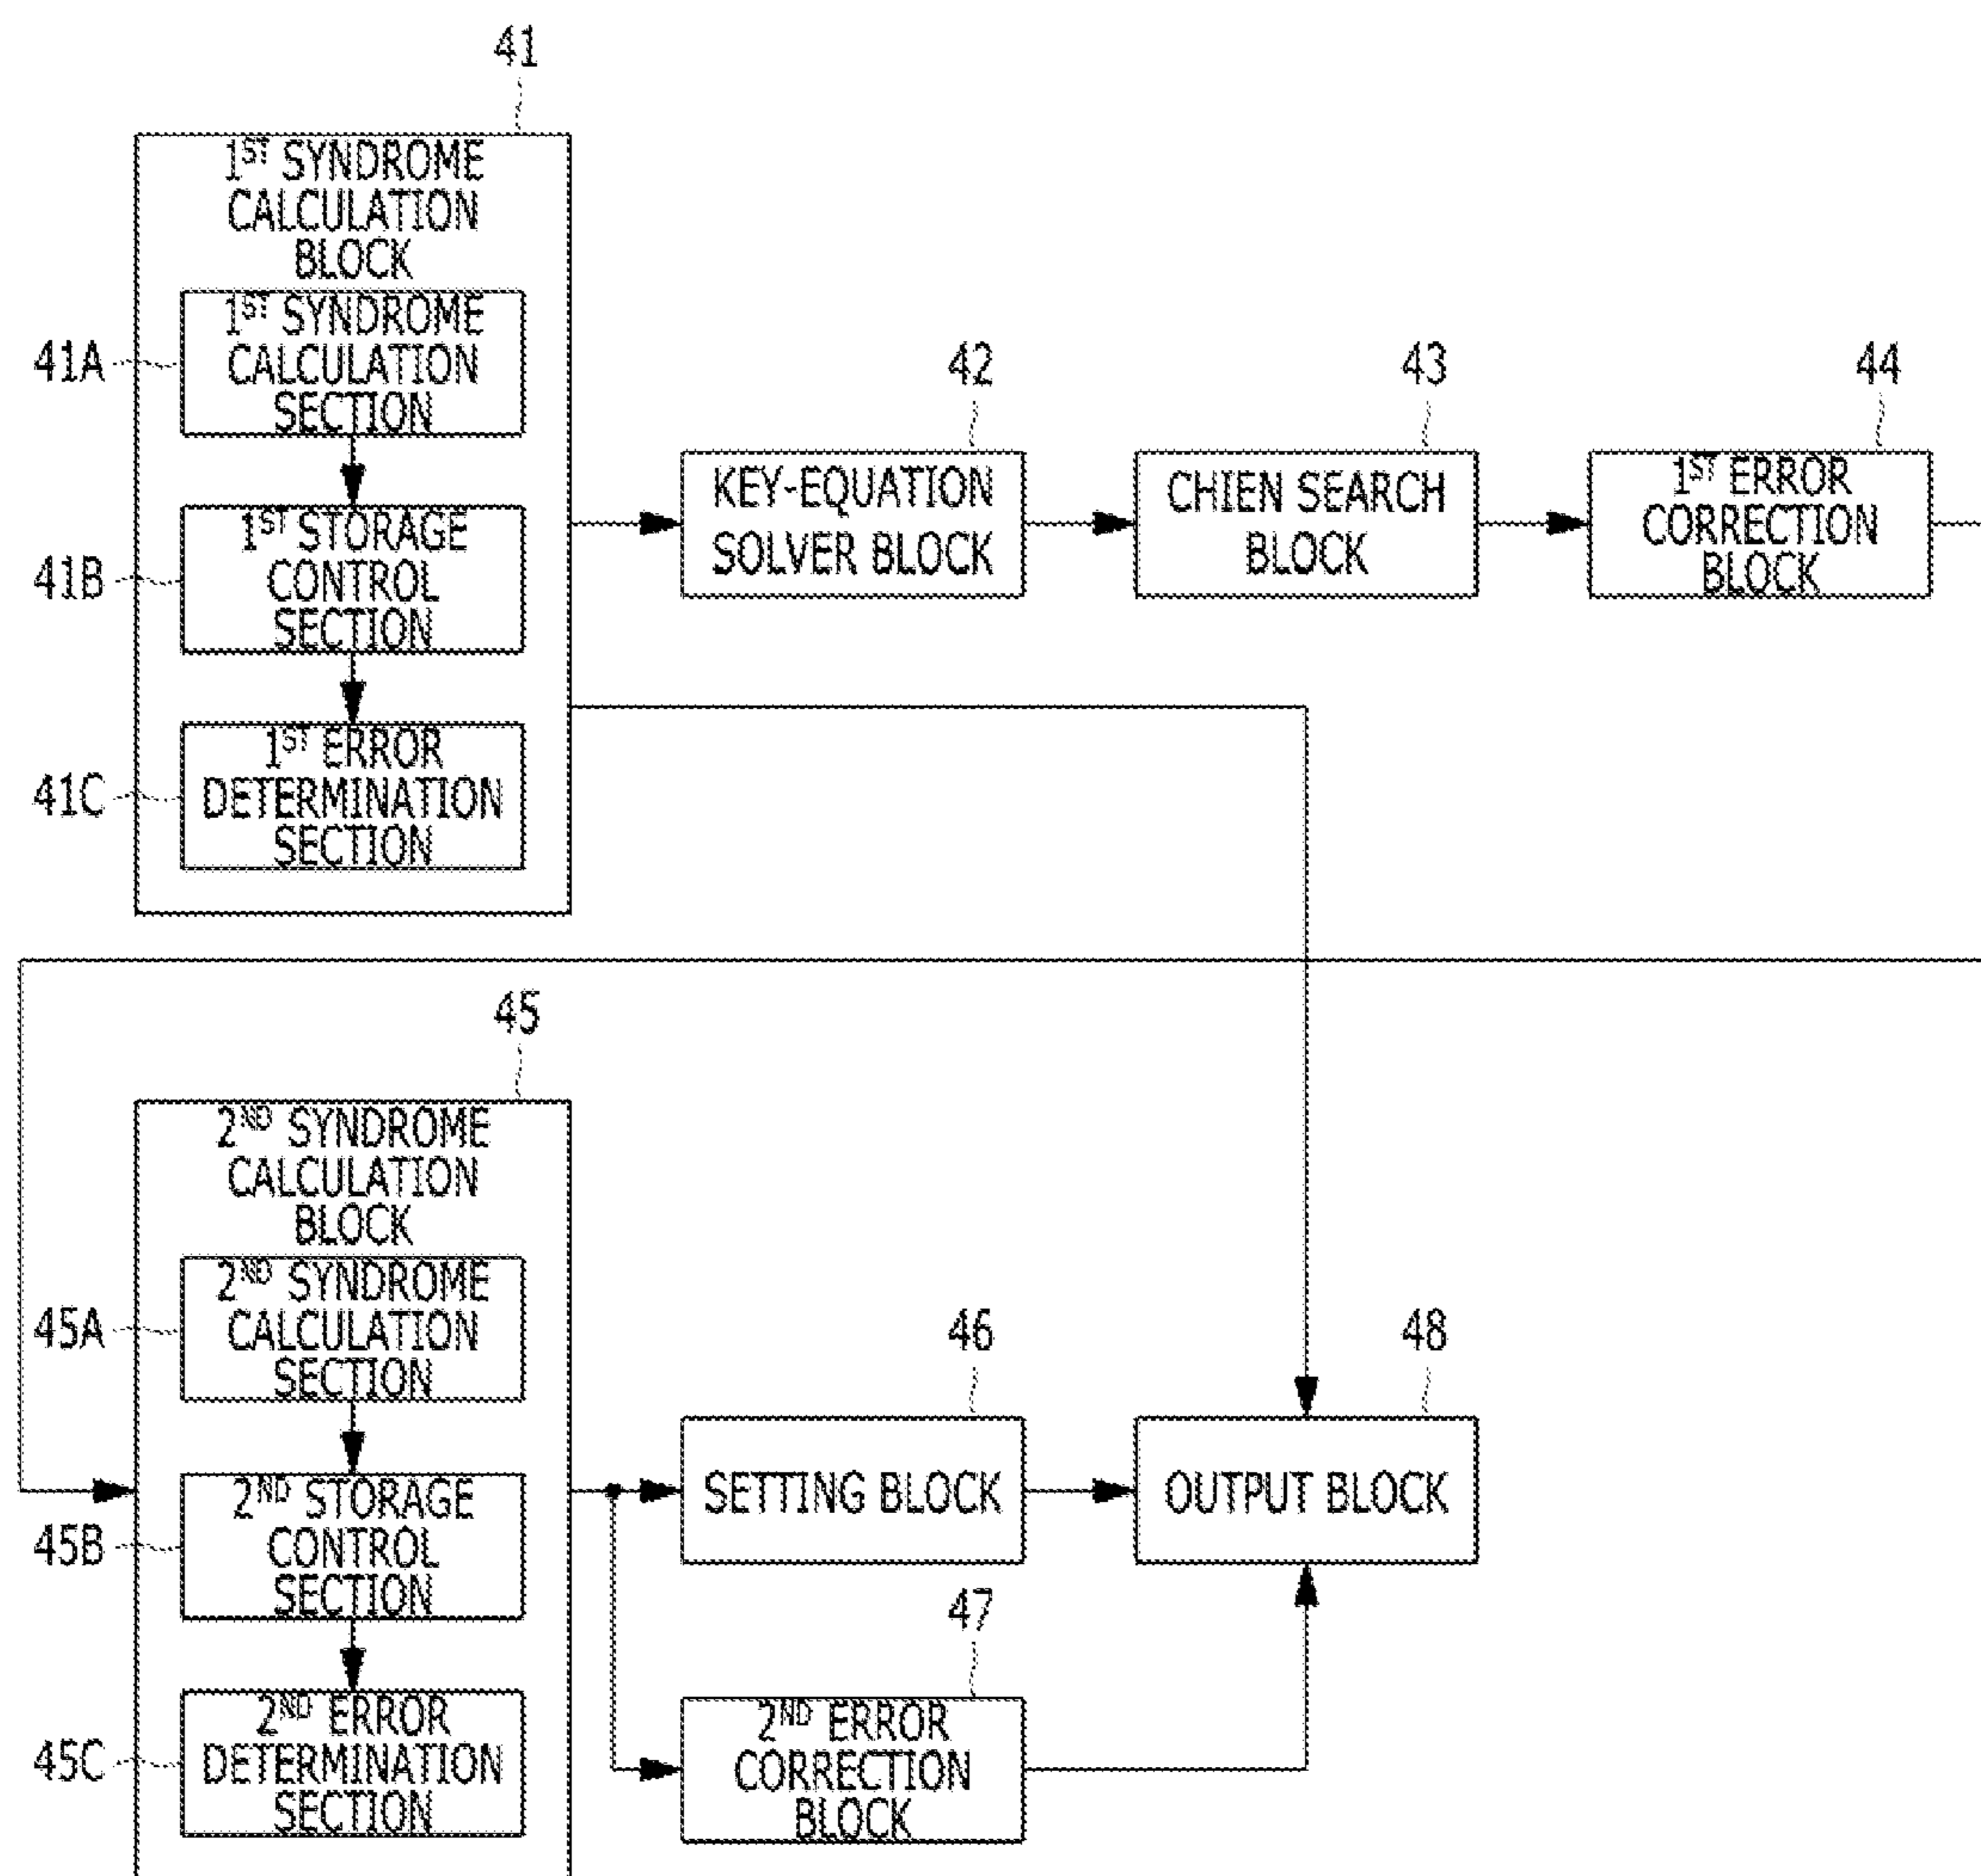 41
1ST SYNDROME
CALCULATION
BLOCK
41A
1ST SYNDROME
CALCULATION
SECTION
41B
1ST STORAGE
CONTROL
SECTION
41C
1ST ERROR
DETERMINATION
SECTION
42
KEY-EQUATION
SOLVER BLOCK
43
CHIEN SEARCH
BLOCK
44
1ST ERROR
CORRECTION
BLOCK
45
2ND SYNDROME
CALCULATION
BLOCK
45A
2ND SYNDROME
CALCULATION
SECTION
45B
2ND STORAGE
CONTROL
SECTION
45C
2ND ERROR
DETERMINATION
SECTION
46
SETTING BLOCK
47
2ND ERROR
CORRECTION
BLOCK
48
OUTPUT BLOCK